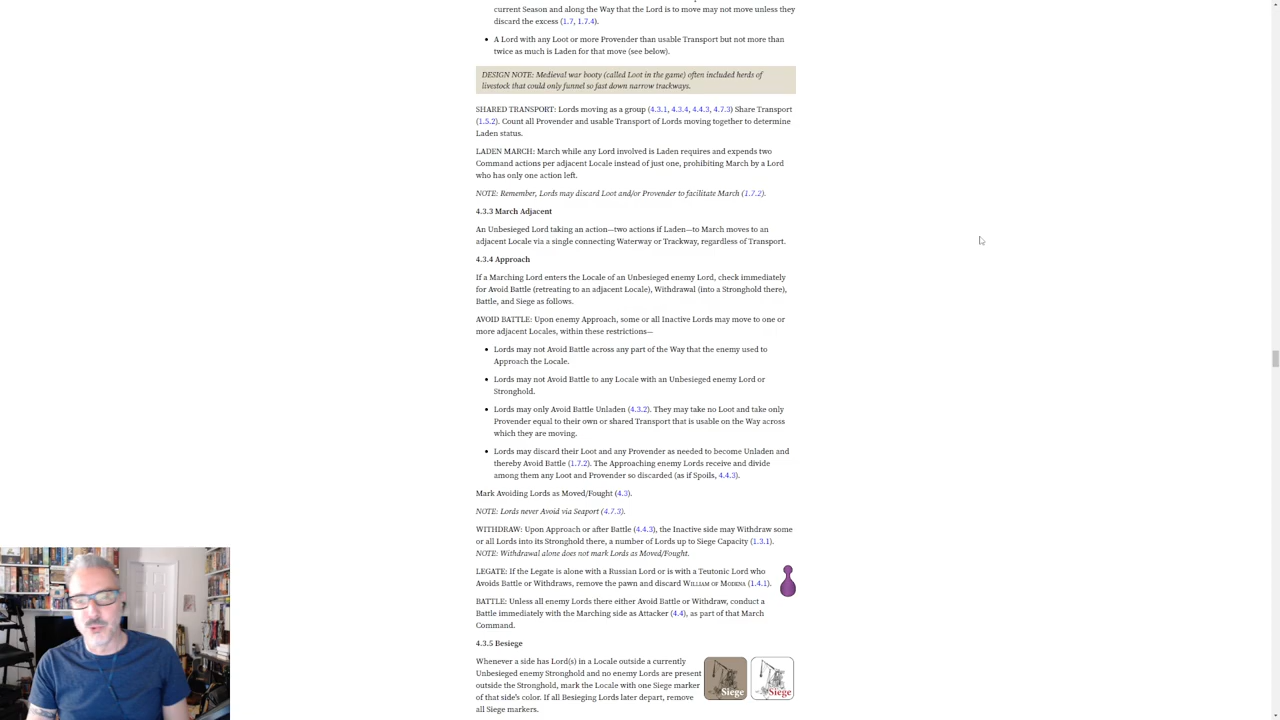 current Season and along the Way that the Lord is to move may not move unless they
discard the excess (1.7, 1.7.4).
• A Lord with any Loot or more Provender than usable Transport but not more than
twice as much is Laden for that move (see below).
DESIGN NOTE: Medieval war booty (called Loot in the game) often included herds of
livestock that could only funnel so fast down narrow trackways.
SHARED TRANSPORT: Lords moving as a group (4.3.1, 4.3.4, 4.4.3, 4.7.3) Share Transport
(1.5.2). Count all Provender and usable Transport of Lords moving together to determine
Laden status.
LADEN MARCH: March while any Lord involved is Laden requires and expends two
Command actions per adjacent Locale instead of just one, prohibiting March by a Lord
who has only one action left.
NOTE: Remember, Lords may discard Loot and/or Provender to facilitate March (1.7.2).
4.3.3 March Adjacent
An Unbesieged Lord taking an action—two actions if Laden—to March moves to an
adjacent Locale via a single connecting Waterway or Trackway, regardless of Transport.
4.3.4 Approach
If a Marching Lord enters the Locale of an Unbesieged enemy Lord, check immediately
for Avoid Battle (retreating to an adjacent Locale), Withdrawal (into a Stronghold there),
Battle, and Siege as follows.
AVOID BATTLE: Upon enemy Approach, some or all Inactive Lords may move to one or
more adjacent Locales, within these restrictions—
• Lords may not Avoid Battle across any part of the Way that the enemy used to
Approach the Locale.
• Lords may not Avoid Battle to any Locale with an Unbesieged enemy Lord or
Stronghold.
• Lords may only Avoid Battle Unladen (4.3.2). They may take no Loot and take only
Provender equal to their own or shared Transport that is usable on the Way across
which they are moving.
• Lords may discard their Loot and any Provender as needed to become Unladen and
thereby Avoid Battle (1.7.2). The Approaching enemy Lords receive and divide
among them any Loot and Provender so discarded (as if Spoils, 4.4.3).
Mark Avoiding Lords as Moved/Fought (4.3).
NOTE: Lords never Avoid via Seaport (4.7.3).
WITHDRAW: Upon Approach or after Battle (4.4.3), the Inactive side may Withdraw some
or all Lords into its Stronghold there, a number of Lords up to Siege Capacity (1.3.1).
NOTE: Withdrawal alone does not mark Lords as Moved/Fought.
LEGATE: If the Legate is alone with a Russian Lord or is with a Teutonic Lord who
Avoids Battle or Withdraws, remove the pawn and discard WILLIAM OF MODENA (1.4.1).
BATTLE: Unless all enemy Lords there either Avoid Battle or Withdraw, conduct a
Battle immediately with the Marching side as Attacker (4.4), as part of that March
Command.
4.3.5 Besiege
Whenever a side has Lord(s) in a Locale outside a currently
Unbesieged enemy Stronghold and no enemy Lords are present
outside the Stronghold, mark the Locale with one Siege marker
of that side's color. If all Besieging Lords later depart, remove
all Siege markers.
Siege
Siege